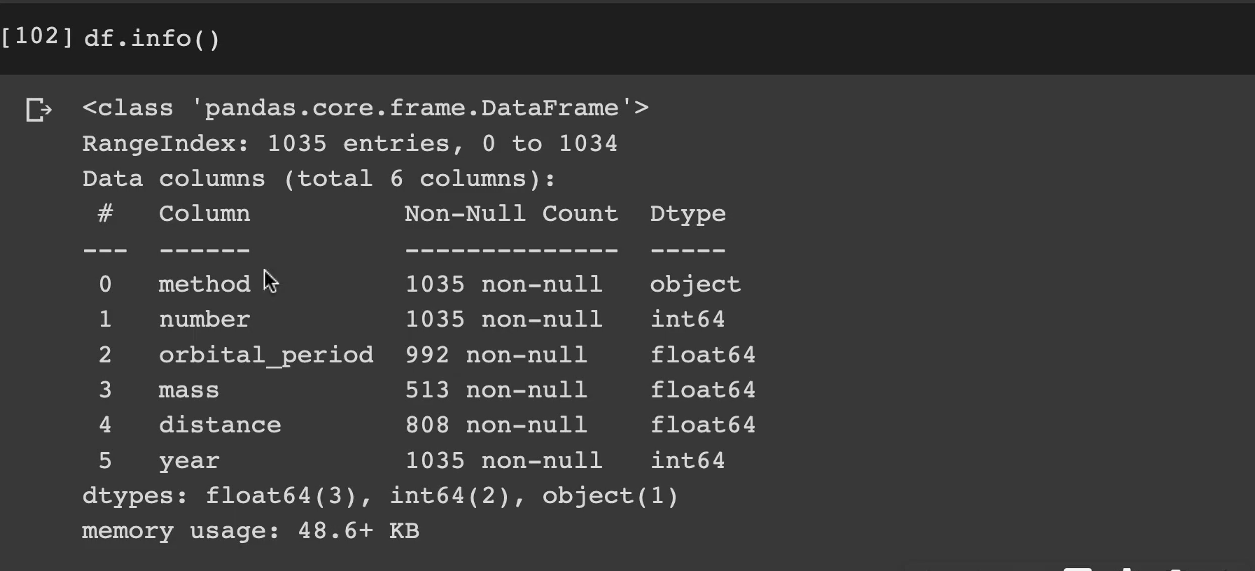 [102] df.info()
<class 'pandas.core.frame.DataFrame'>
RangeIndex: 1035 entries, 0 to 1034
Data columns (total 6 columns):
 #   Column          Non-Null Count  Dtype
---  ------          --------------  -----
 0   method          1035 non-null   object
 1   number          1035 non-null   int64
 2   orbital_period  992 non-null    float64
 3   mass            513 non-null    float64
 4   distance        808 non-null    float64
 5   year            1035 non-null   int64
dtypes: float64(3), int64(2), object(1)
memory usage: 48.6+ KB